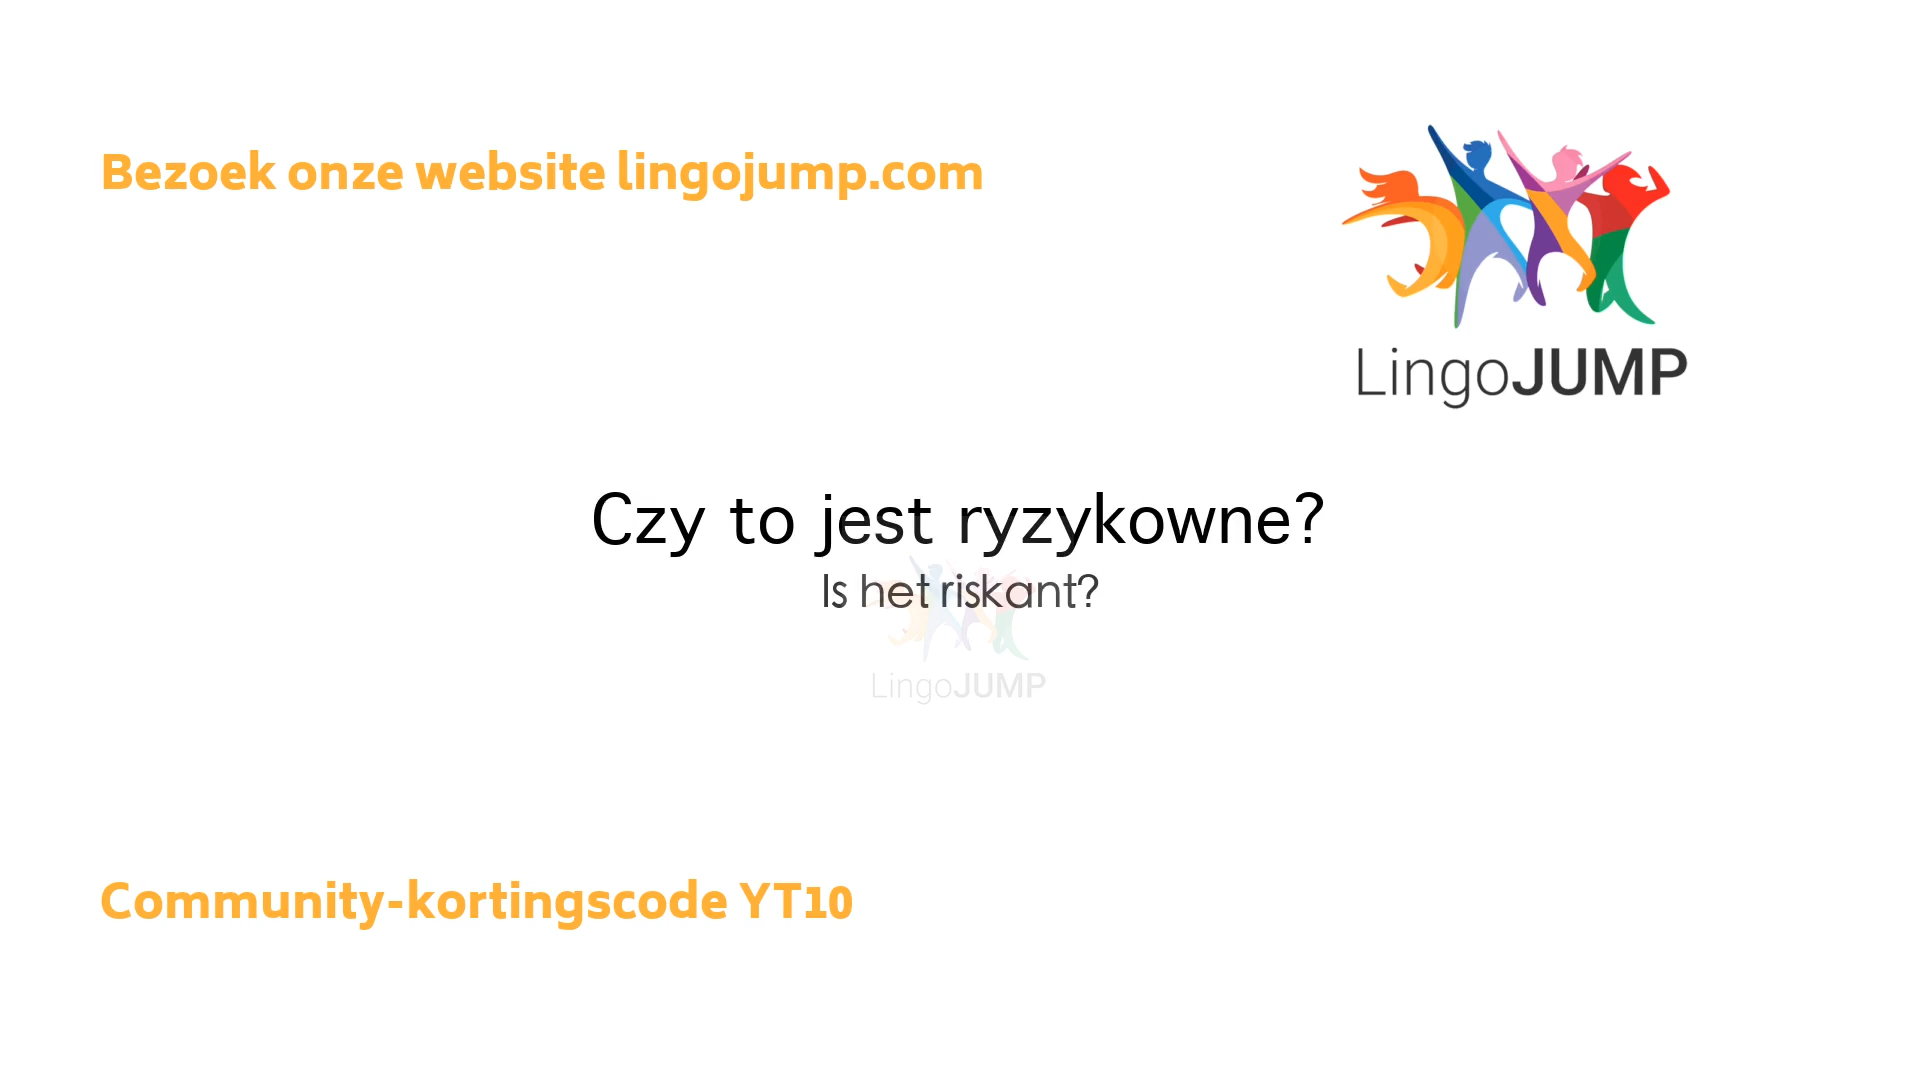 Bezoek onze website lingojump.com
LingoJUMP
Czy to jest ryzykowne?
Is het riskant?
LingoJUMP
Community-kortingscode YT10